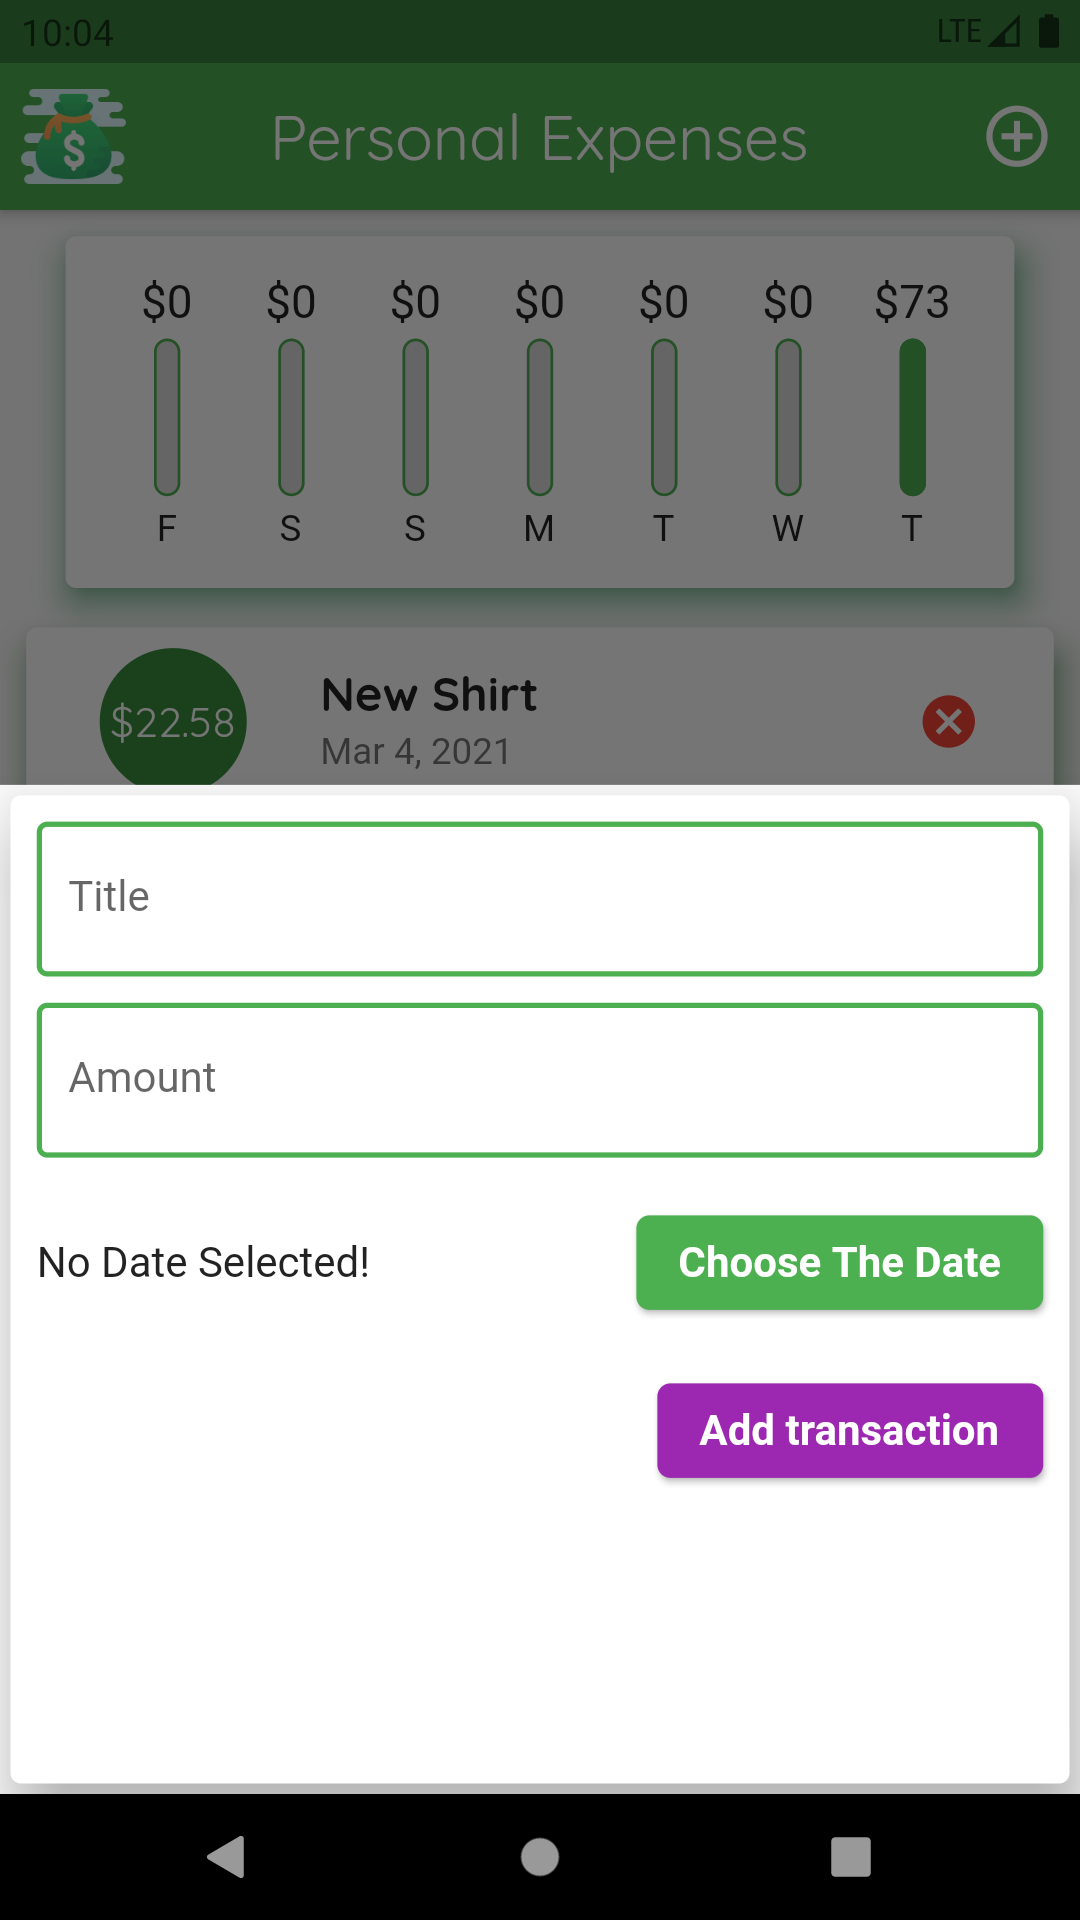 10:04 LTE
$
Personal Expenses
$0 $0 $0 $0 $0 $0 $73
F S S M T W T
$22.58
New Shirt
Mar 4, 2021
Title
Amount
No Date Selected!
Choose The Date
Add transaction